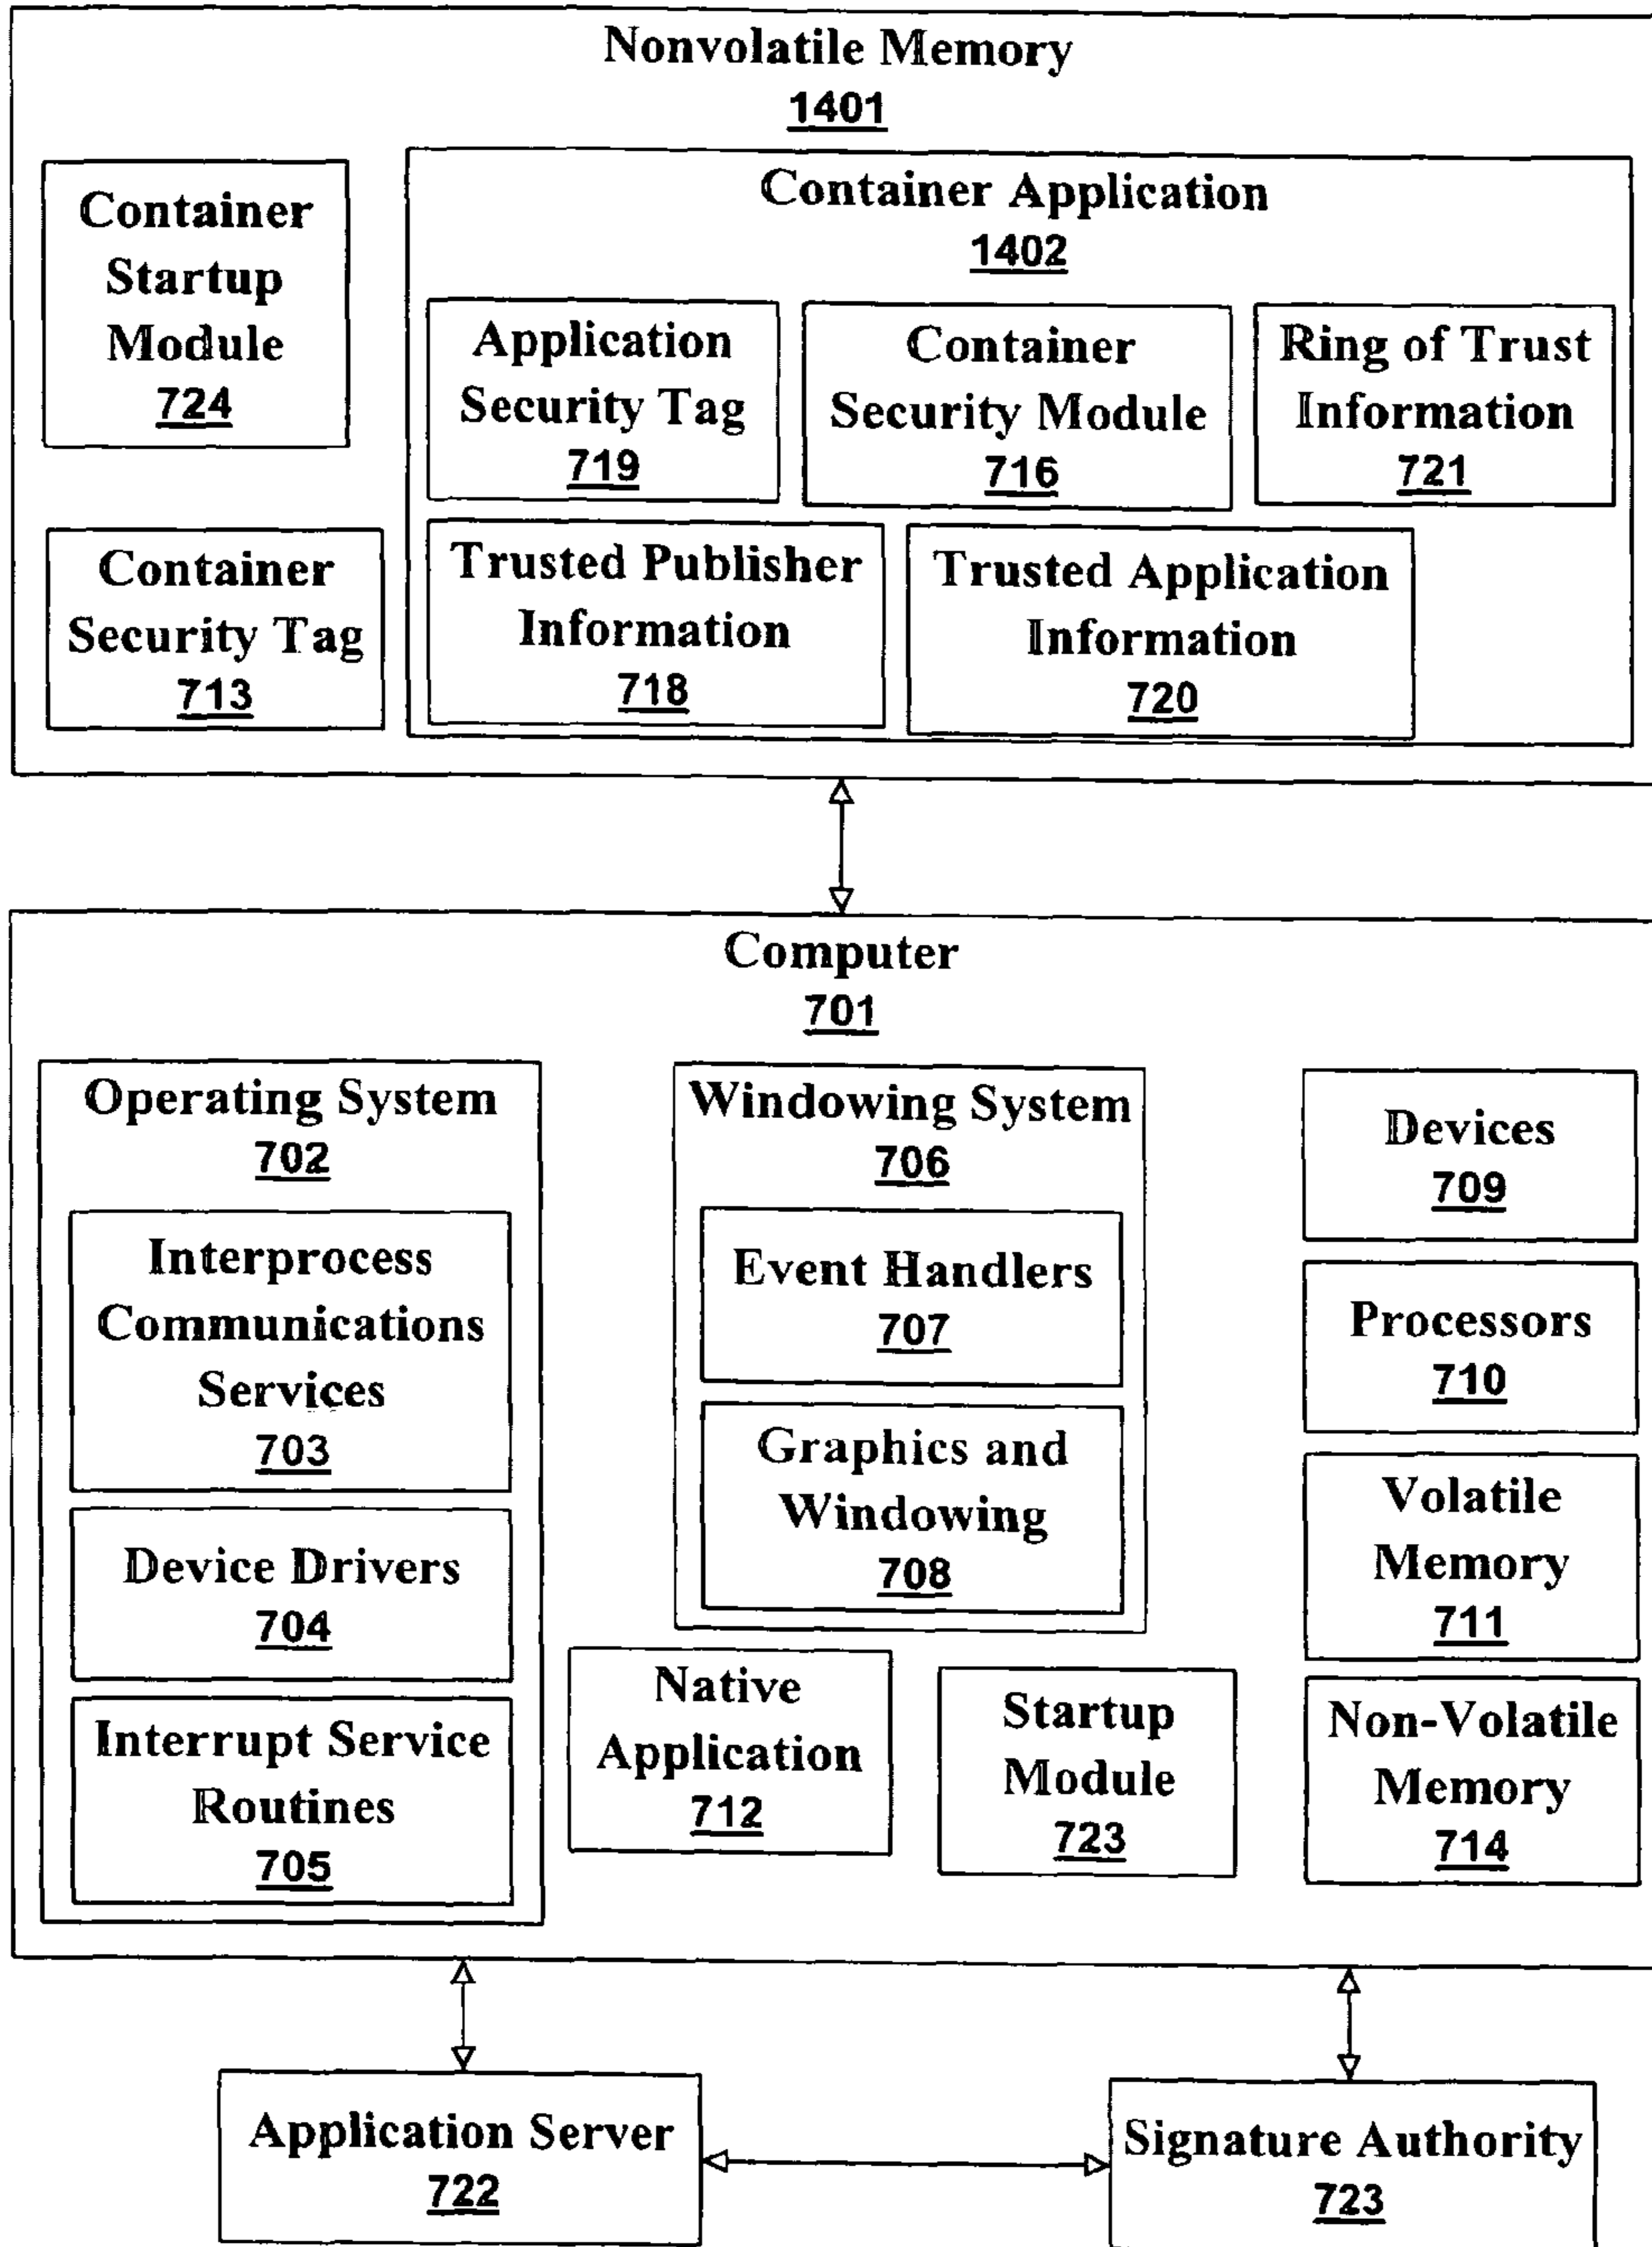 Nonvolatile Memory
1401
Container
Startup
Module
724
Container
Security Tag
713
Container Application
1402
Application
Security Tag
719
Container
Security Module
716
Ring of Trust
Information
721
Trusted Publisher
Information
718
Trusted Application
Information
720
Computer
701
Operating System
702
Interprocess
Communications
Services
703
Device Drivers
704
Interrupt Service
Routines
705
Windowing System
706
Event Handlers
707
Graphics and
Windowing
708
Native
Application
712
Startup
Module
723
Devices
709
Processors
710
Volatile
Memory
711
Non-Volatile
Memory
714
Application Server
722
Signature Authority
723